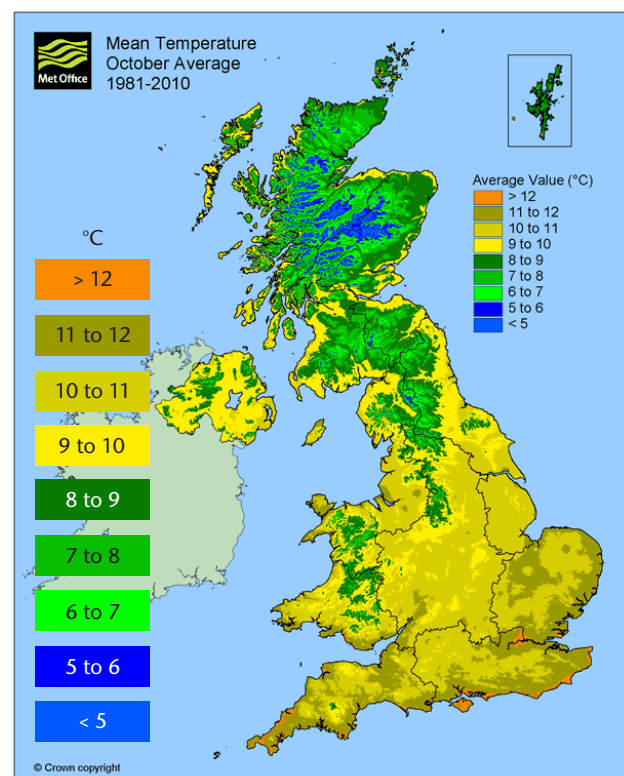 Met Office
Mean Temperature
October Average
1981-2010
Average Value (°C)
> 12
11 to 12
10 to 11
9 to 10
8 to 9
7 to 8
6 to 7
5 to 6
< 5
°C
> 12
11 to 12
10 to 11
9 to 10
8 to 9
7 to 8
6 to 7
5 to 6
< 5
© Crown copyright